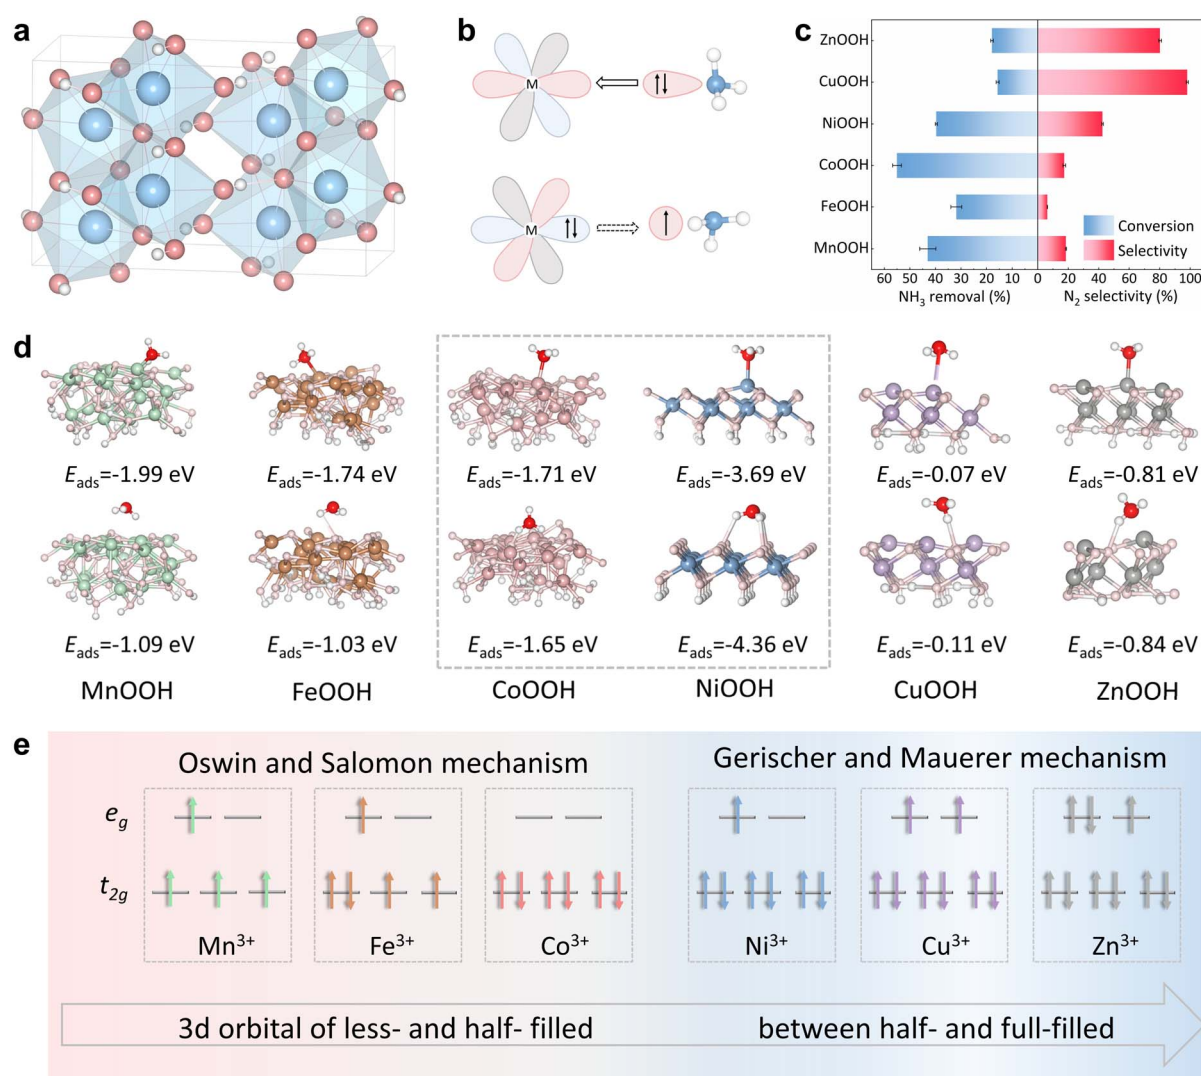 a
b
M
M
c
ZnOOH
CuOOH
NiOOH
CoOOH
FeOOH
MnOOH
Conversion
Selectivity
60 50 40 30 20 10 0 20 40 60 80 100
NH3 removal (%) N2 selectivity (%)
d
Eads=-1.99 eV Eads=-1.74 eV Eads=-1.71 eV Eads=-3.69 eV Eads=-0.07 eV Eads=-0.81 eV
Eads=-1.09 eV Eads=-1.03 eV Eads=-1.65 eV Eads=-4.36 eV Eads=-0.11 eV Eads=-0.84 eV
MnOOH FeOOH CoOOH NiOOH CuOOH ZnOOH
e
Oswin and Salomon mechanism Gerischer and Mauerer mechanism
eg
t2g
Mn3+ Fe3+ Co3+ Ni3+ Cu3+ Zn3+
3d orbital of less- and half- filled between half- and full-filled